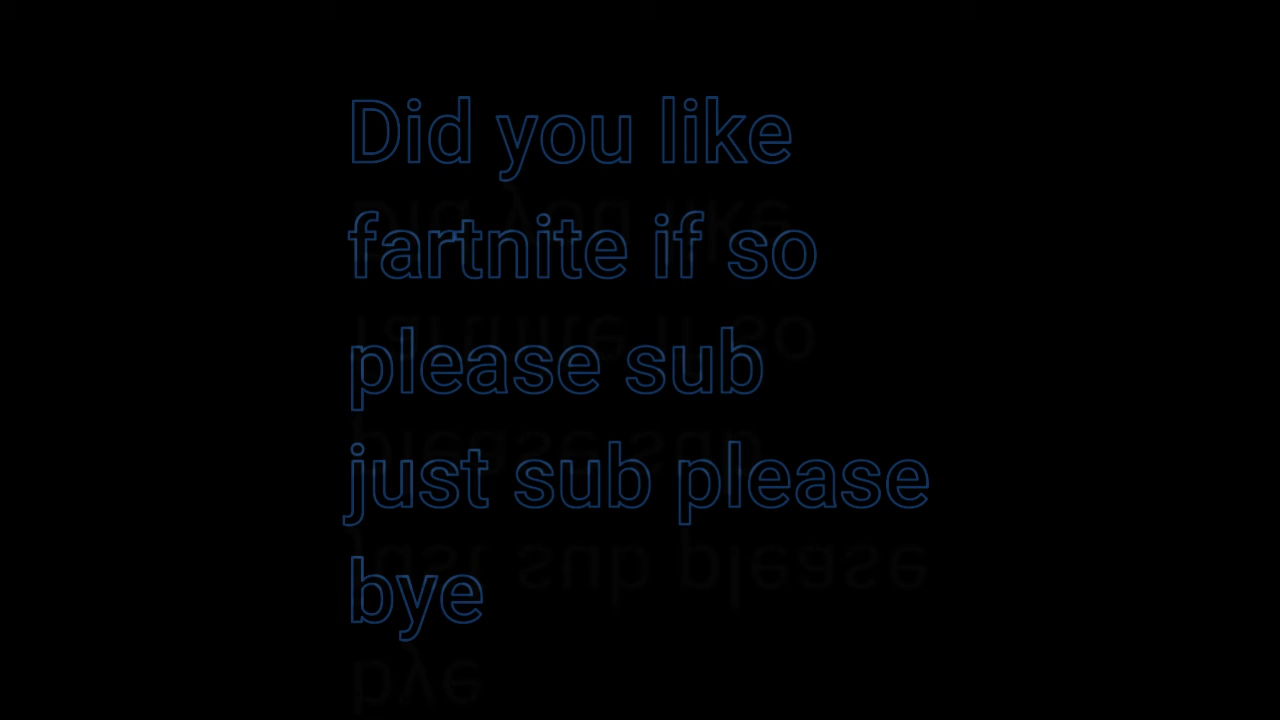 Did you like
fartnite if so
please sub
just sub please
bye